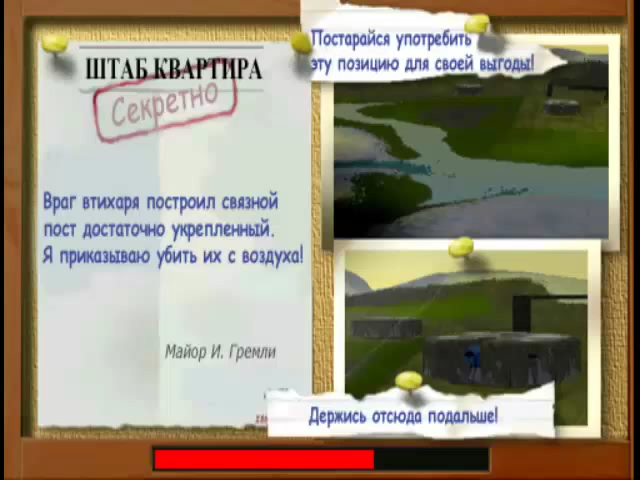 Постарайся употребить
эту позицию для своей выгоды!
ШТАБ КВАРТИРА
Секретно
Враг втихаря построил связной
пост достаточно укрепленный.
Я приказываю убить их с воздуха!
Майор И. Гремли
Держись отсюда подальше!